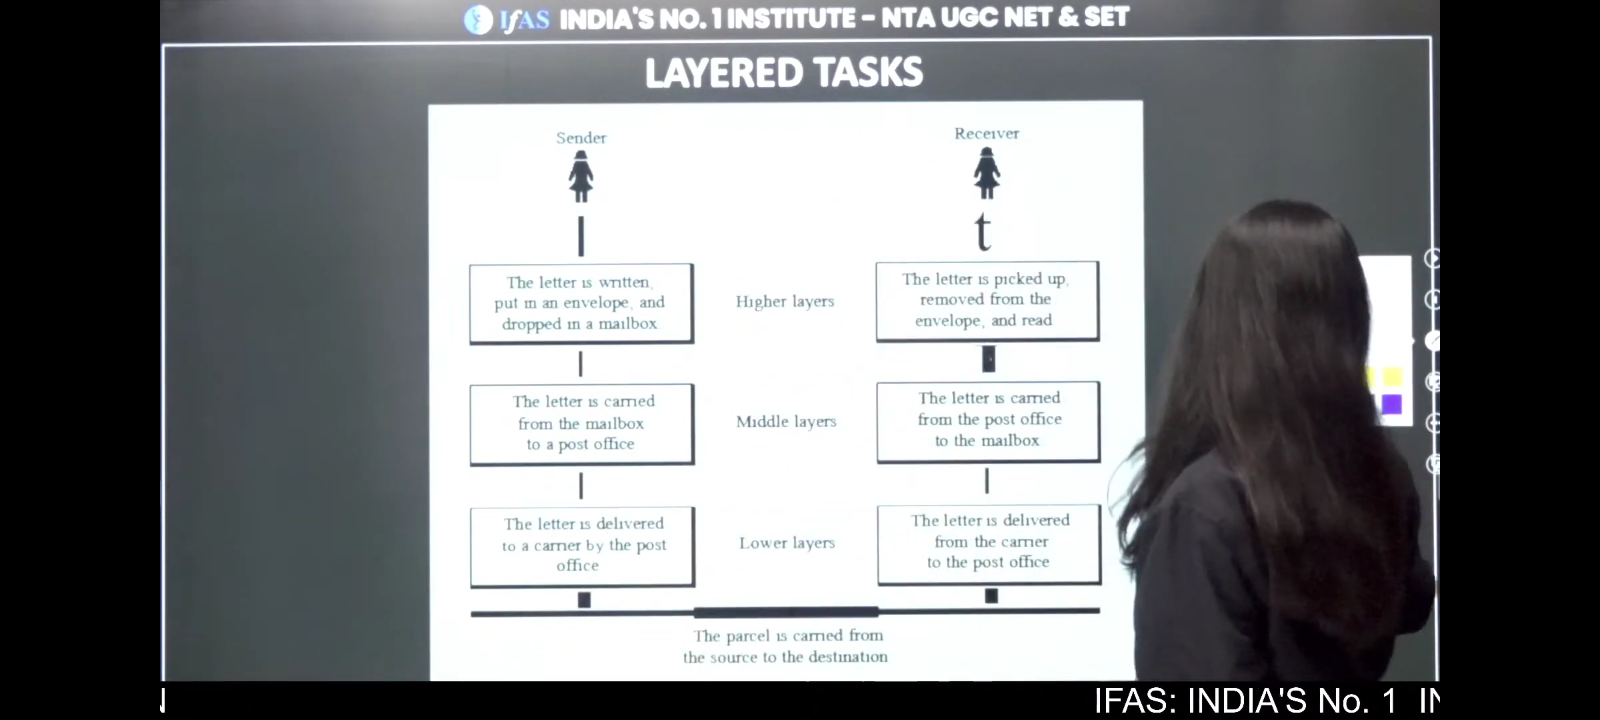 IfAS INDIA'S NO. 1 INSTITUTE - NTA UGC NET & SET
LAYERED TASKS
Sender
Receiver
t
The letter is written,
put in an envelope, and
dropped in a mailbox
Higher layers
The letter is picked up,
removed from the
envelope, and read
The letter is carried
from the mailbox
to a post office
Middle layers
The letter is carried
from the post office
to the mailbox
The letter is delivered
to a carrier by the post
office
Lower layers
The letter is delivered
from the carrier
to the post office
The parcel is carried from
the source to the destination
IFAS: INDIA'S No. 1